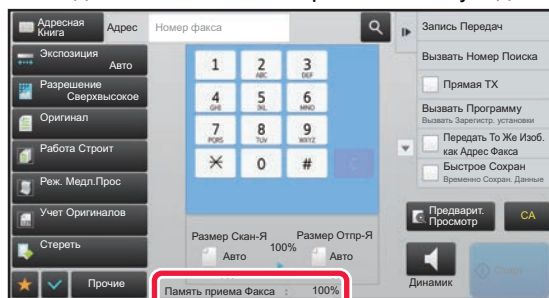 Адресная
Книга
Адрес
Номер факса
Экспозиция
Авто
Разрешение
Сверхвысокое
Оригинал
Работа Строит
Реж. Медл.Прос
Учет Оригиналов
Стереть
Прочие
1
2
ABC
3
DEF
4
GHI
5
JKL
6
MNO
7
PQRS
8
TUV
9
WXYZ
0
#
C
Размер Скан-Я
100%
Размер Отпр-Я
Авто
Авто
Память приема Факса : 100%
Запись Передач
Вызвать Номер Поиска
Прямая TX
Вызвать Программу
Вызвать Зарегистр. установки
Передать То Же Изоб.
как Адрес Факса
Быстрое Сохран
Временно Сохран. Данные
Предварит.
Просмотр
CA
Динамик
Старт